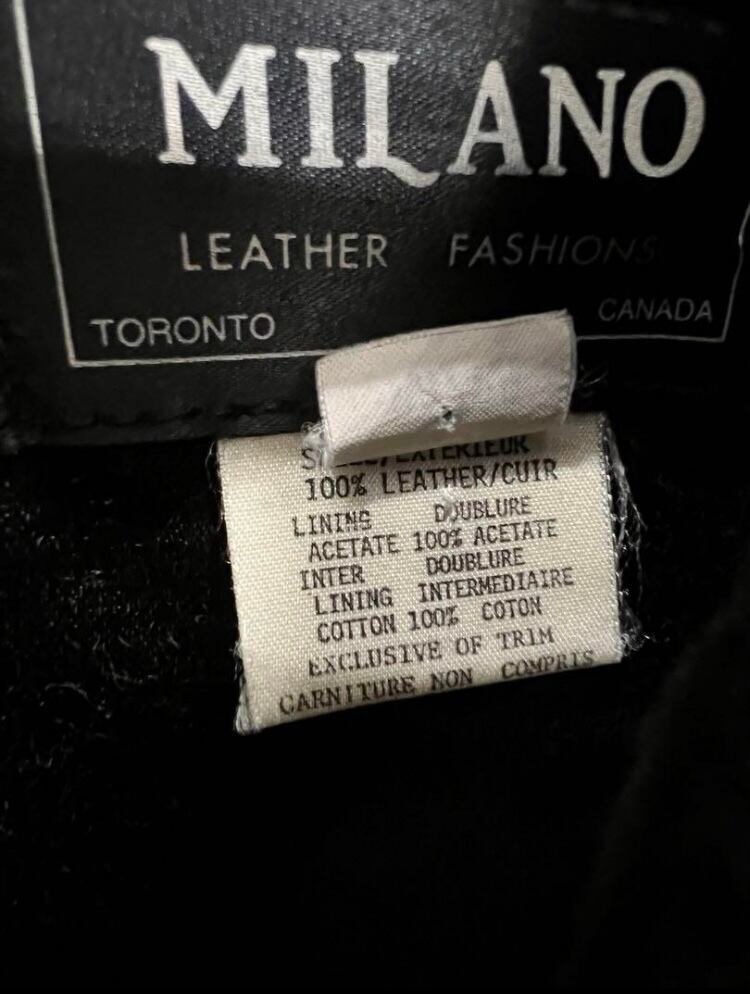 MILANO
LEATHER FASHIONS
TORONTO CANADA
100% LEATHER/CUIR
LINING DOUBLURE
ACETATE 100% ACETATE
INTER DOUBLURE
LINING INTERMEDIAIRE
COTTON 100% COTON
EXCLUSIVE OF TRIM
GARNITURE NON COMPRIS